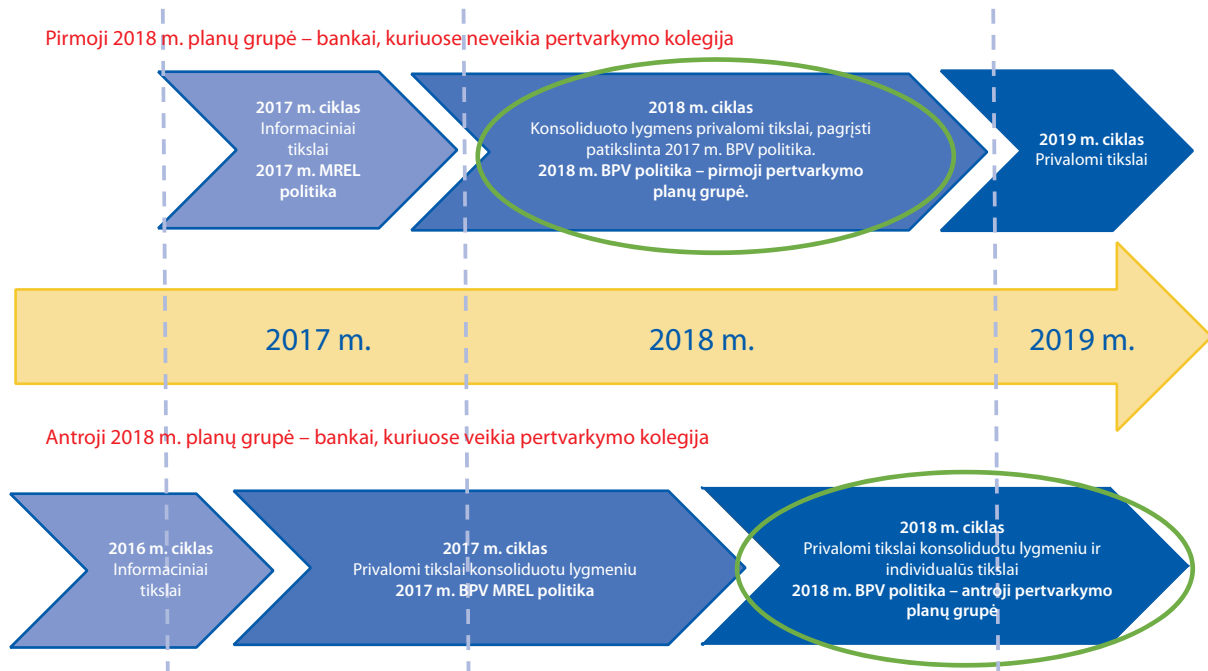 Pirmoji 2018 m. planų grupė – bankai, kuriuose neveikia pertvarkymo kolegija
2017 m. ciklas
Informaciniai
tikslai
2017 m. MREL
politika
2018 m. ciklas
Konsoliduoto lygmens privalomi tikslai, pagrįsti
patikslinta 2017 m. BPV politika.
2018 m. BPV politika – pirmoji pertvarkymo
planų grupė.
2019 m. ciklas
Privalomi tikslai
2017 m.
2018 m.
2019 m.
Antroji 2018 m. planų grupė – bankai, kuriuose veikia pertvarkymo kolegija
2016 m. ciklas
Informaciniai
tikslai
2017 m. ciklas
Privalomi tikslai konsoliduotu lygmeniu
2017 m. BPV MREL politika
2018 m. ciklas
Privalomi tikslai konsoliduotu lygmeniu ir
individualūs tikslai
2018 m. BPV politika – antroji pertvarkymo
planų grupė